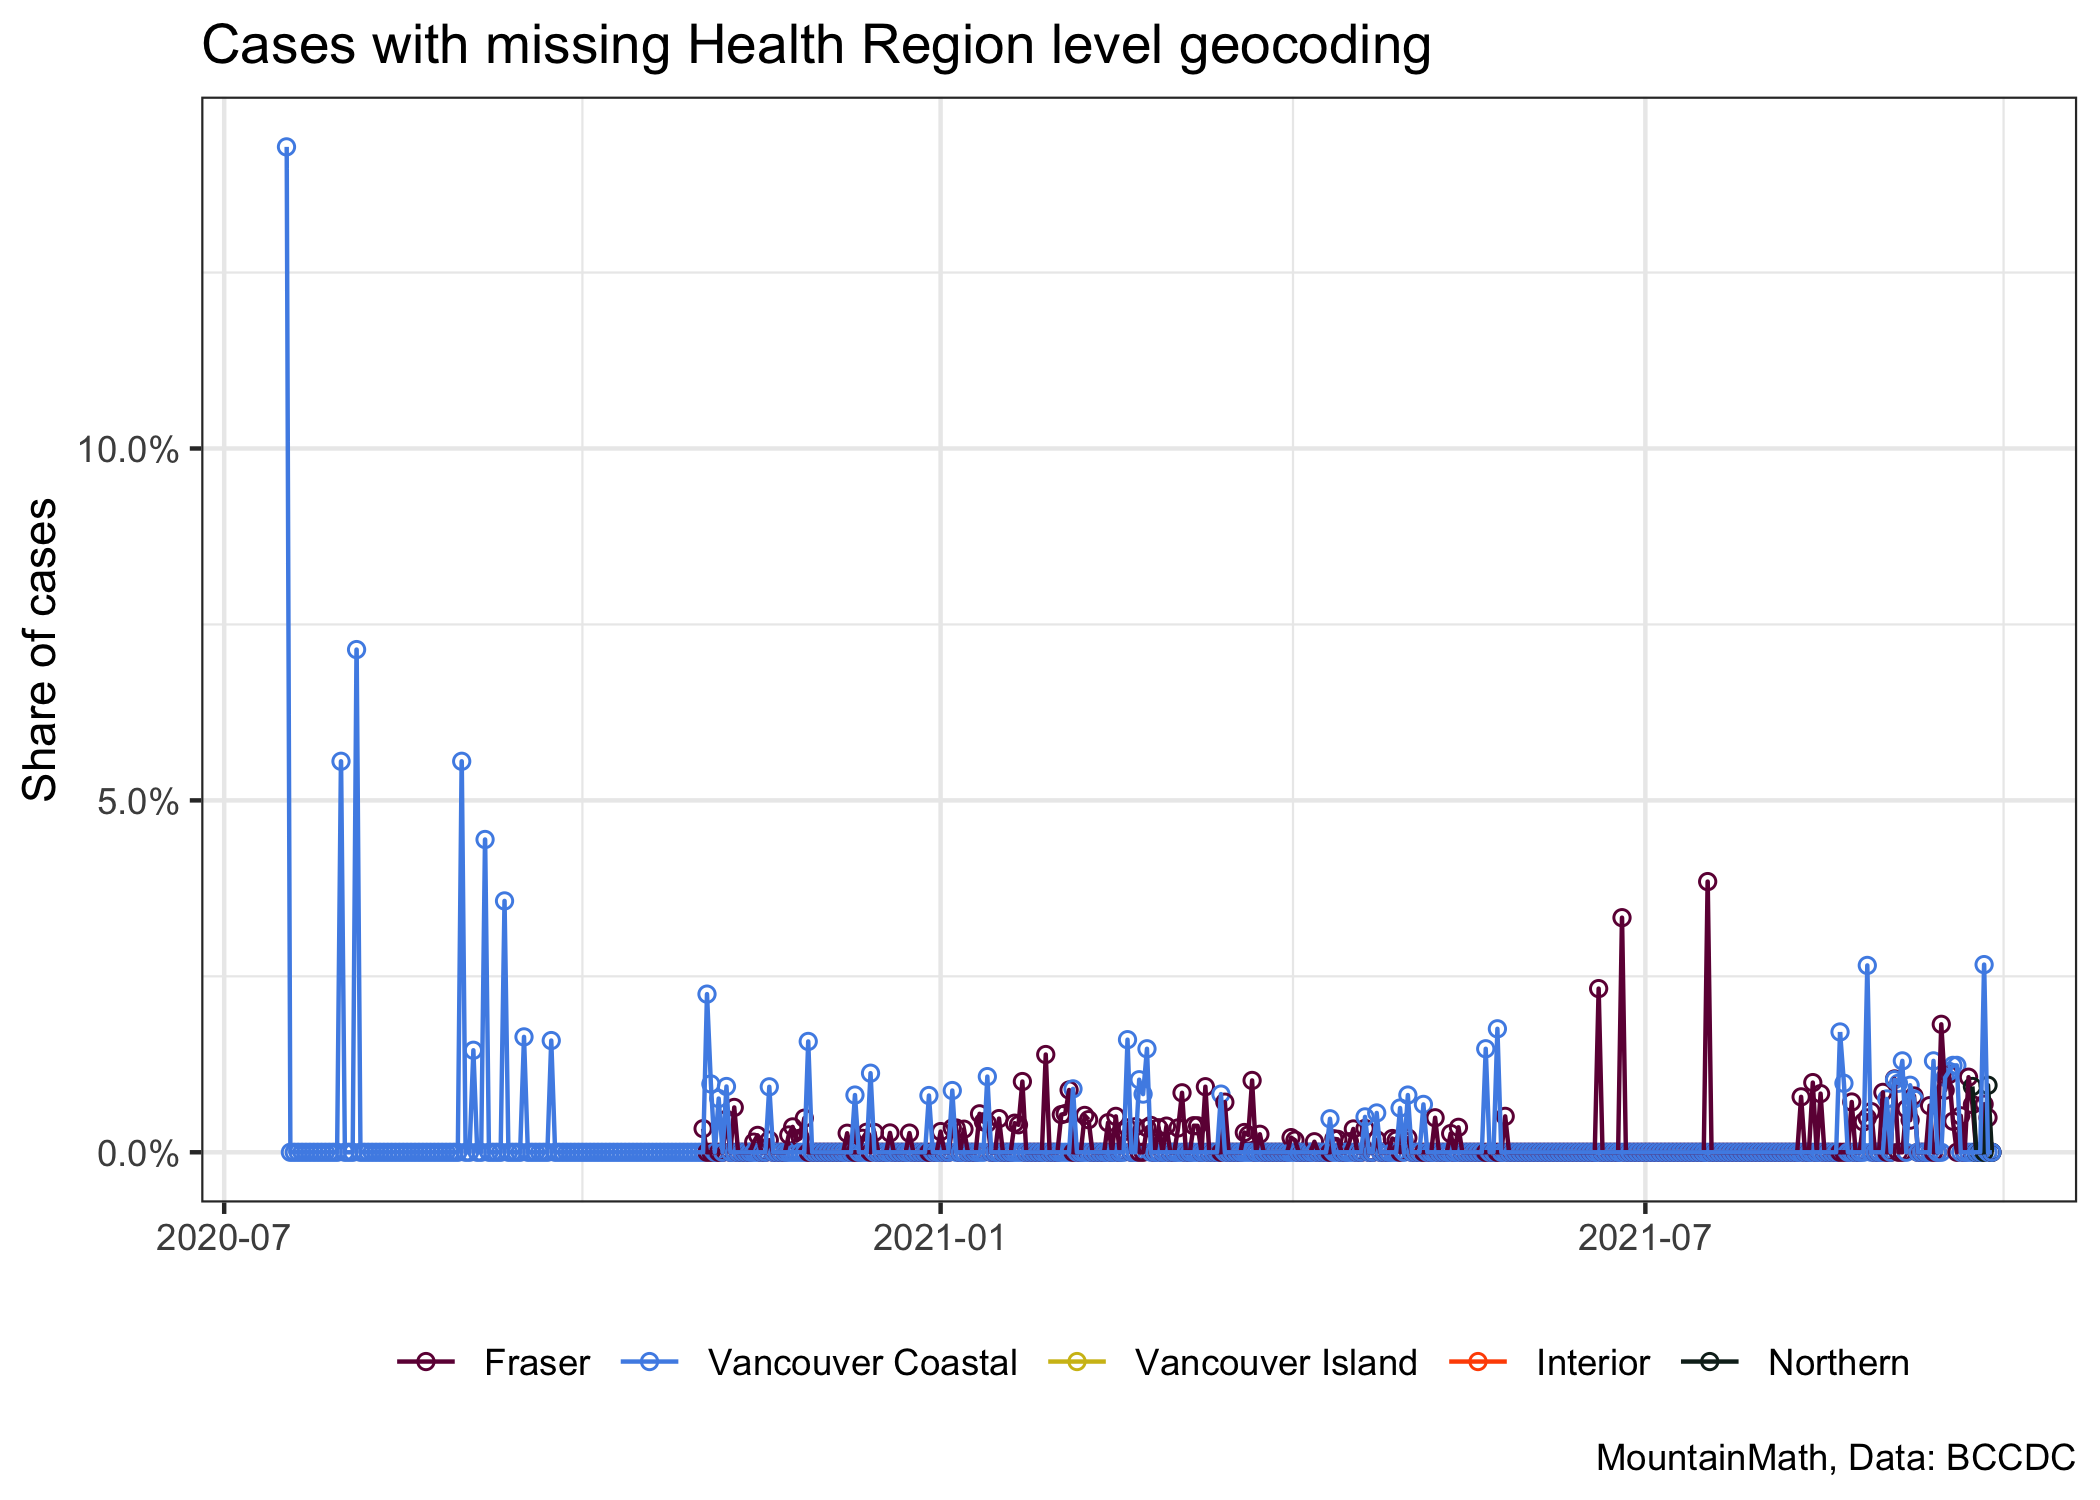 Cases with missing Health Region level geocoding
Share of cases
10.0%
5.0%
0.0%
2020-07 2021-01 2021-07
Fraser Vancouver Coastal Vancouver Island Interior Northern
MountainMath, Data: BCCDC